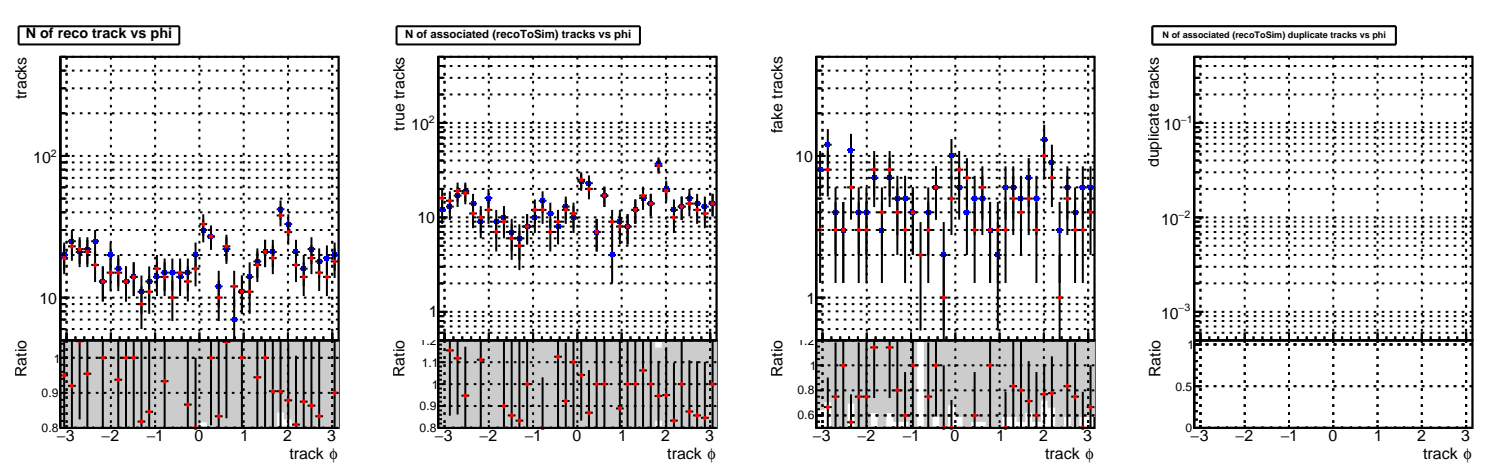 N of reco track vs phi
tracks
10²
10
Ratio
1
0.9
0.8
−3 −2 −1 0 1 2 3
track ϕ
N of associated (recoToSim) tracks vs phi
true tracks
10²
10
1
Ratio
1.2
1.1
1
0.9
0.8
−3 −2 −1 0 1 2 3
track ϕ
fake tracks
10
1
Ratio
1.2
1
0.8
0.6
−3 −2 −1 0 1 2 3
track ϕ
N of associated (recoToSim) duplicate tracks vs phi
duplicate tracks
10⁻¹
10⁻²
10⁻³
Ratio
1
0.5
0
−3 −2 −1 0 1 2 3
track ϕ